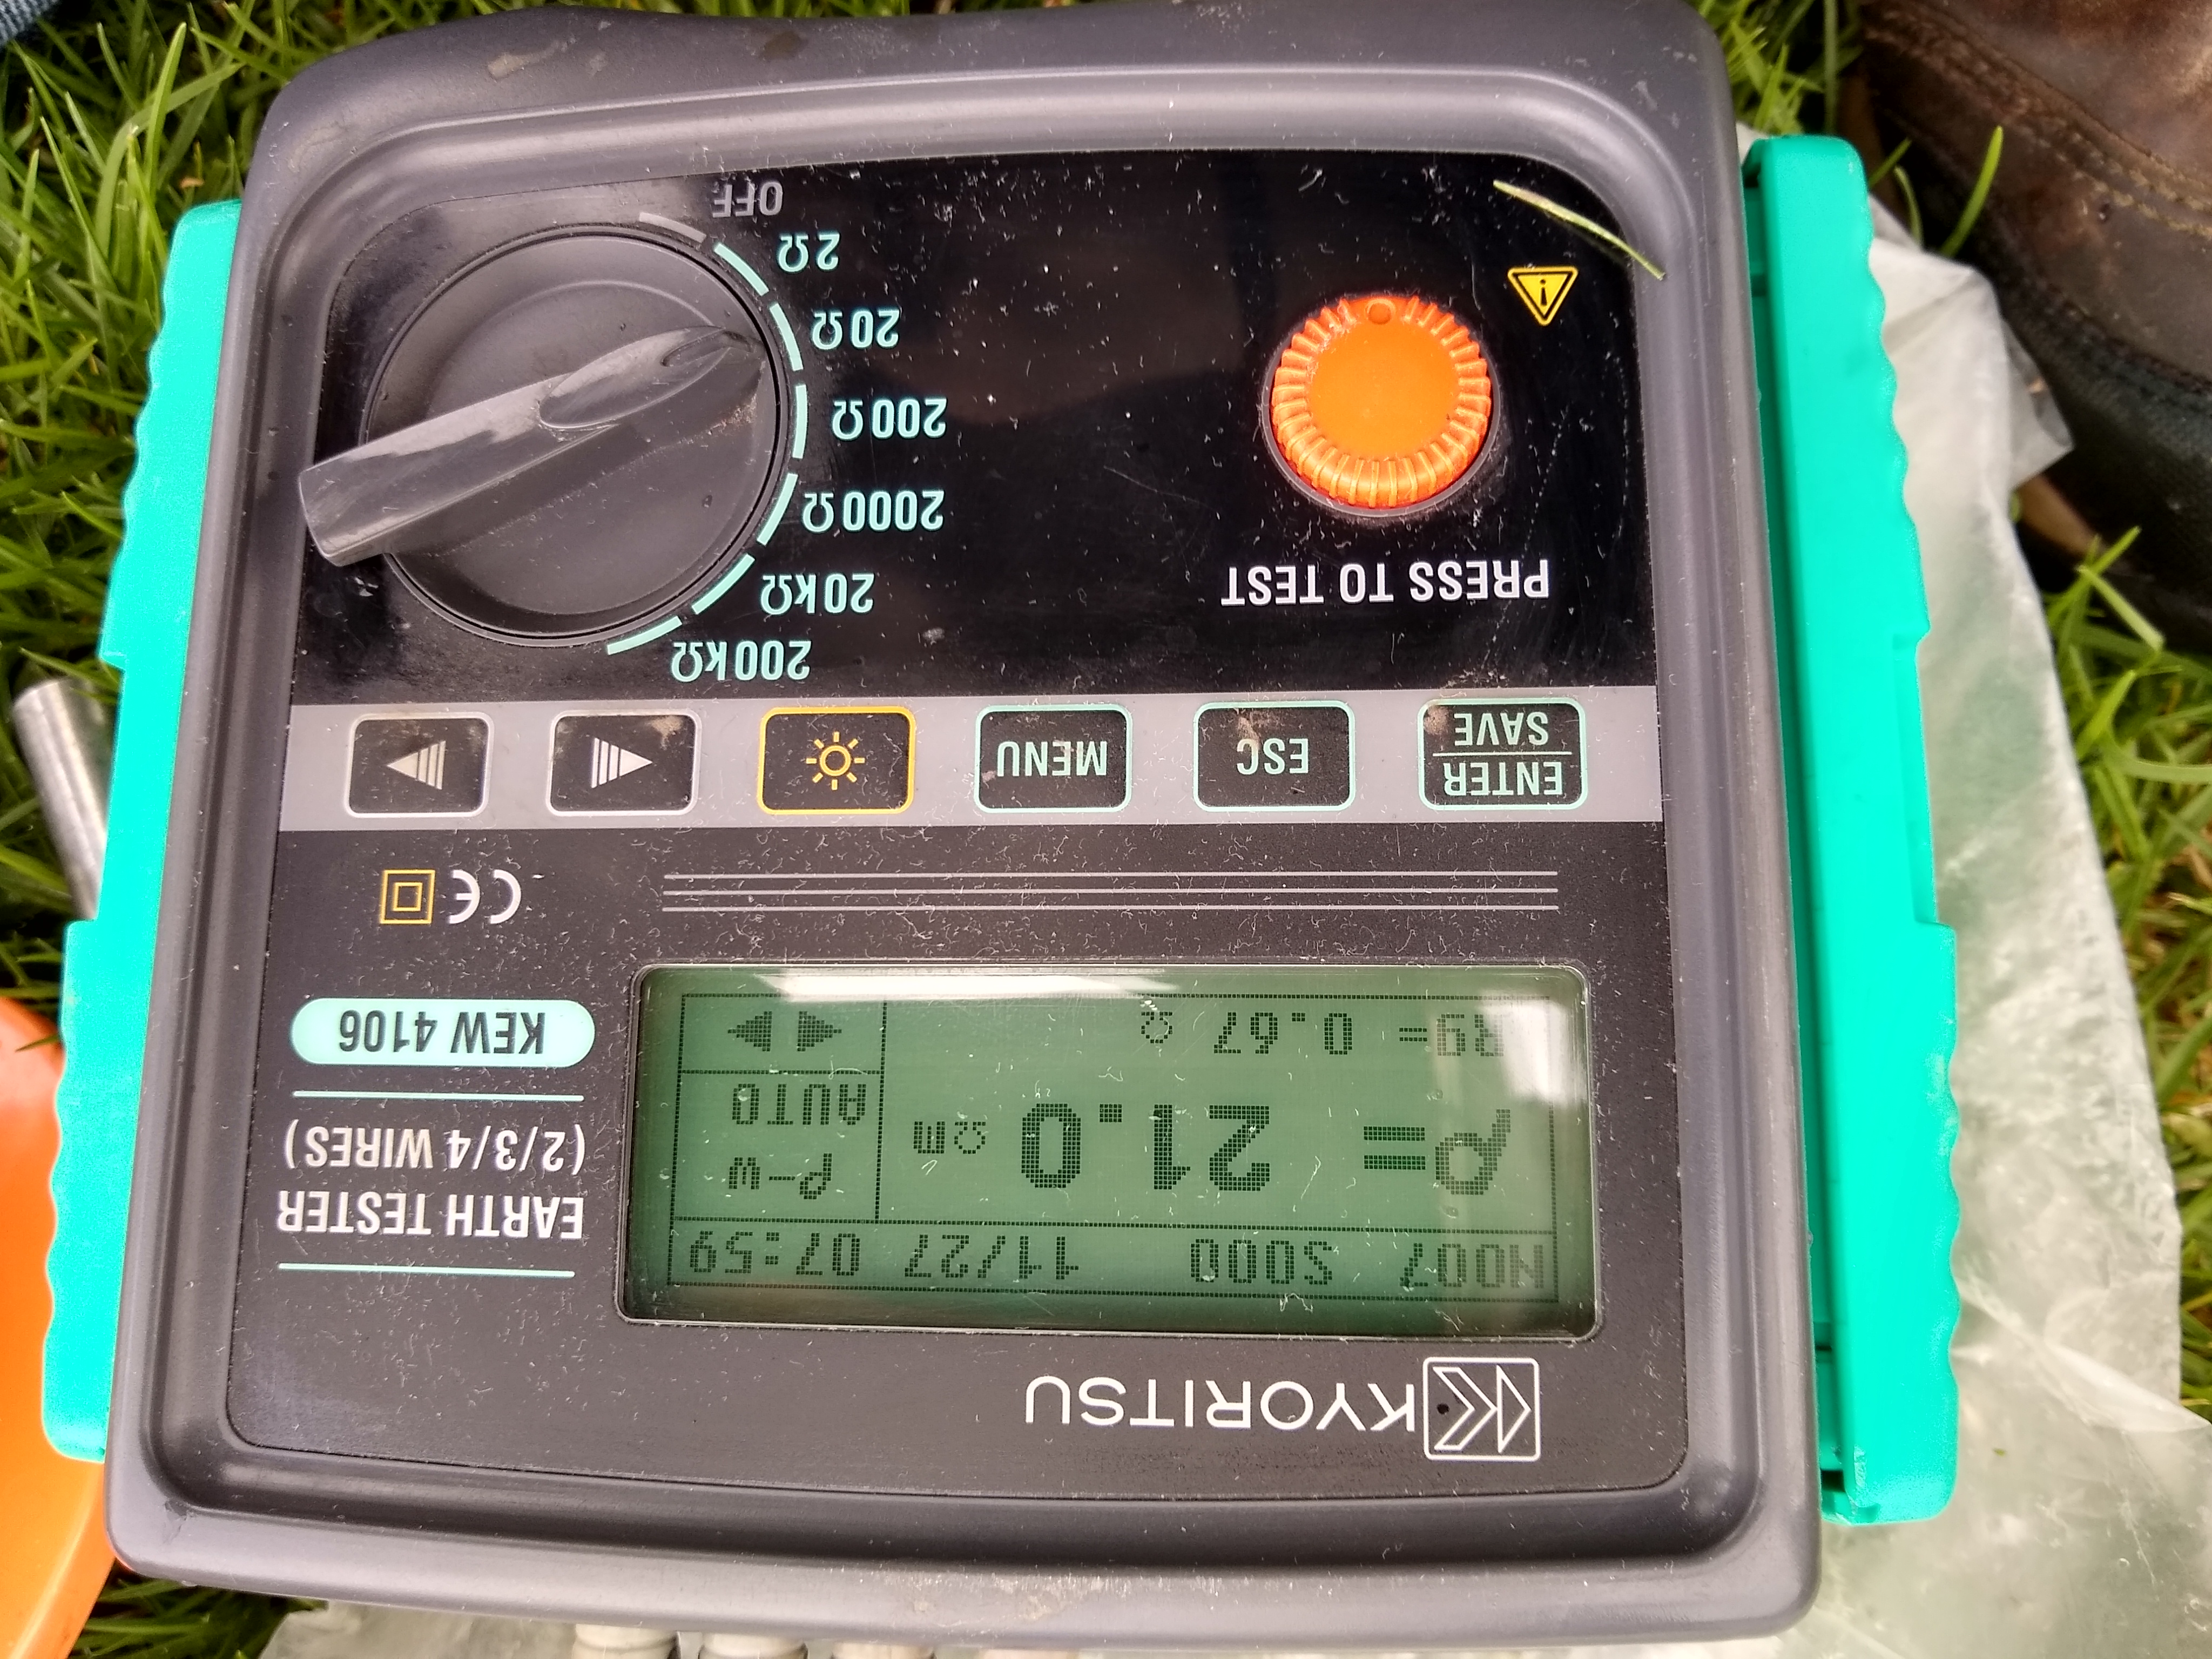 KYORITSU
N007 S000 11/27 07:59
ρ= 21.0 Ωm
ρ-w
AUTO
Rg= 0.67 Ω
EARTH TESTER
(2/3/4 WIRES)
KEW 4106
CE
ENTER
SAVE
ESC
MENU
PRESS TO TEST
200kΩ
20kΩ
2000Ω
200Ω
20Ω
2Ω
OFF